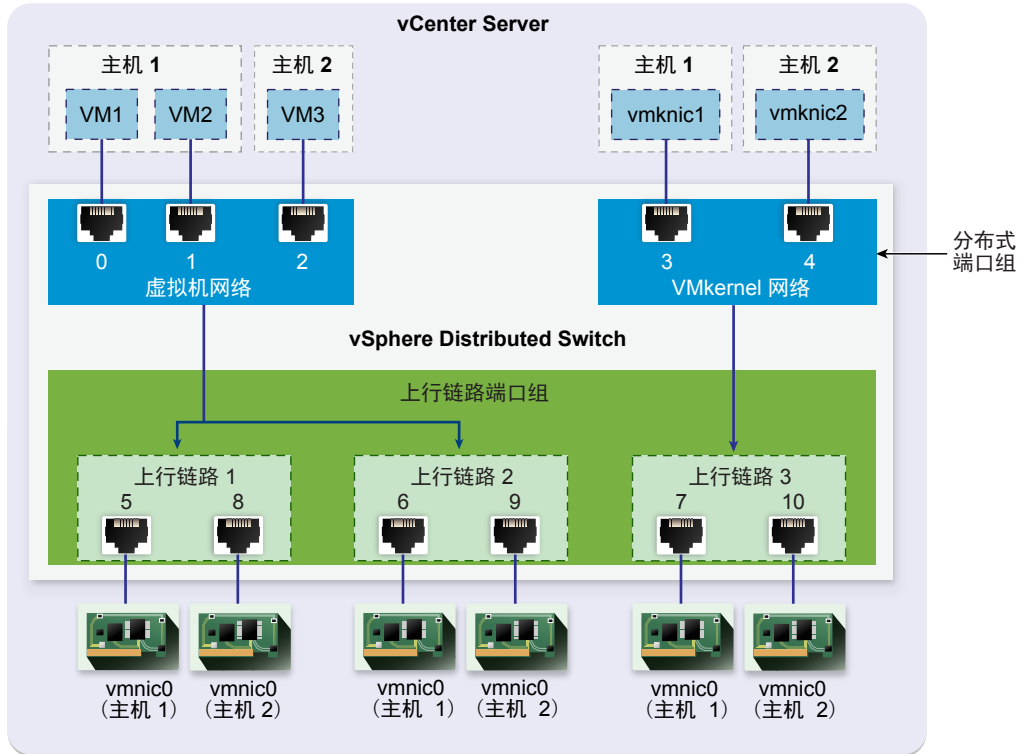 vCenter Server
主机 1
主机 2
主机 1
主机 2
VM1
VM2
VM3
vmknic1
vmknic2
0
1
2
3
4
虚拟机网络
VMkernel 网络
分布式
端口组
vSphere Distributed Switch
上行链路端口组
上行链路 1
上行链路 2
上行链路 3
5
8
6
9
7
10
vmnic0
(主机 1)
vmnic0
(主机 2)
vmnic0
(主机 1)
vmnic0
(主机 2)
vmnic0
(主机 1)
vmnic0
(主机 2)